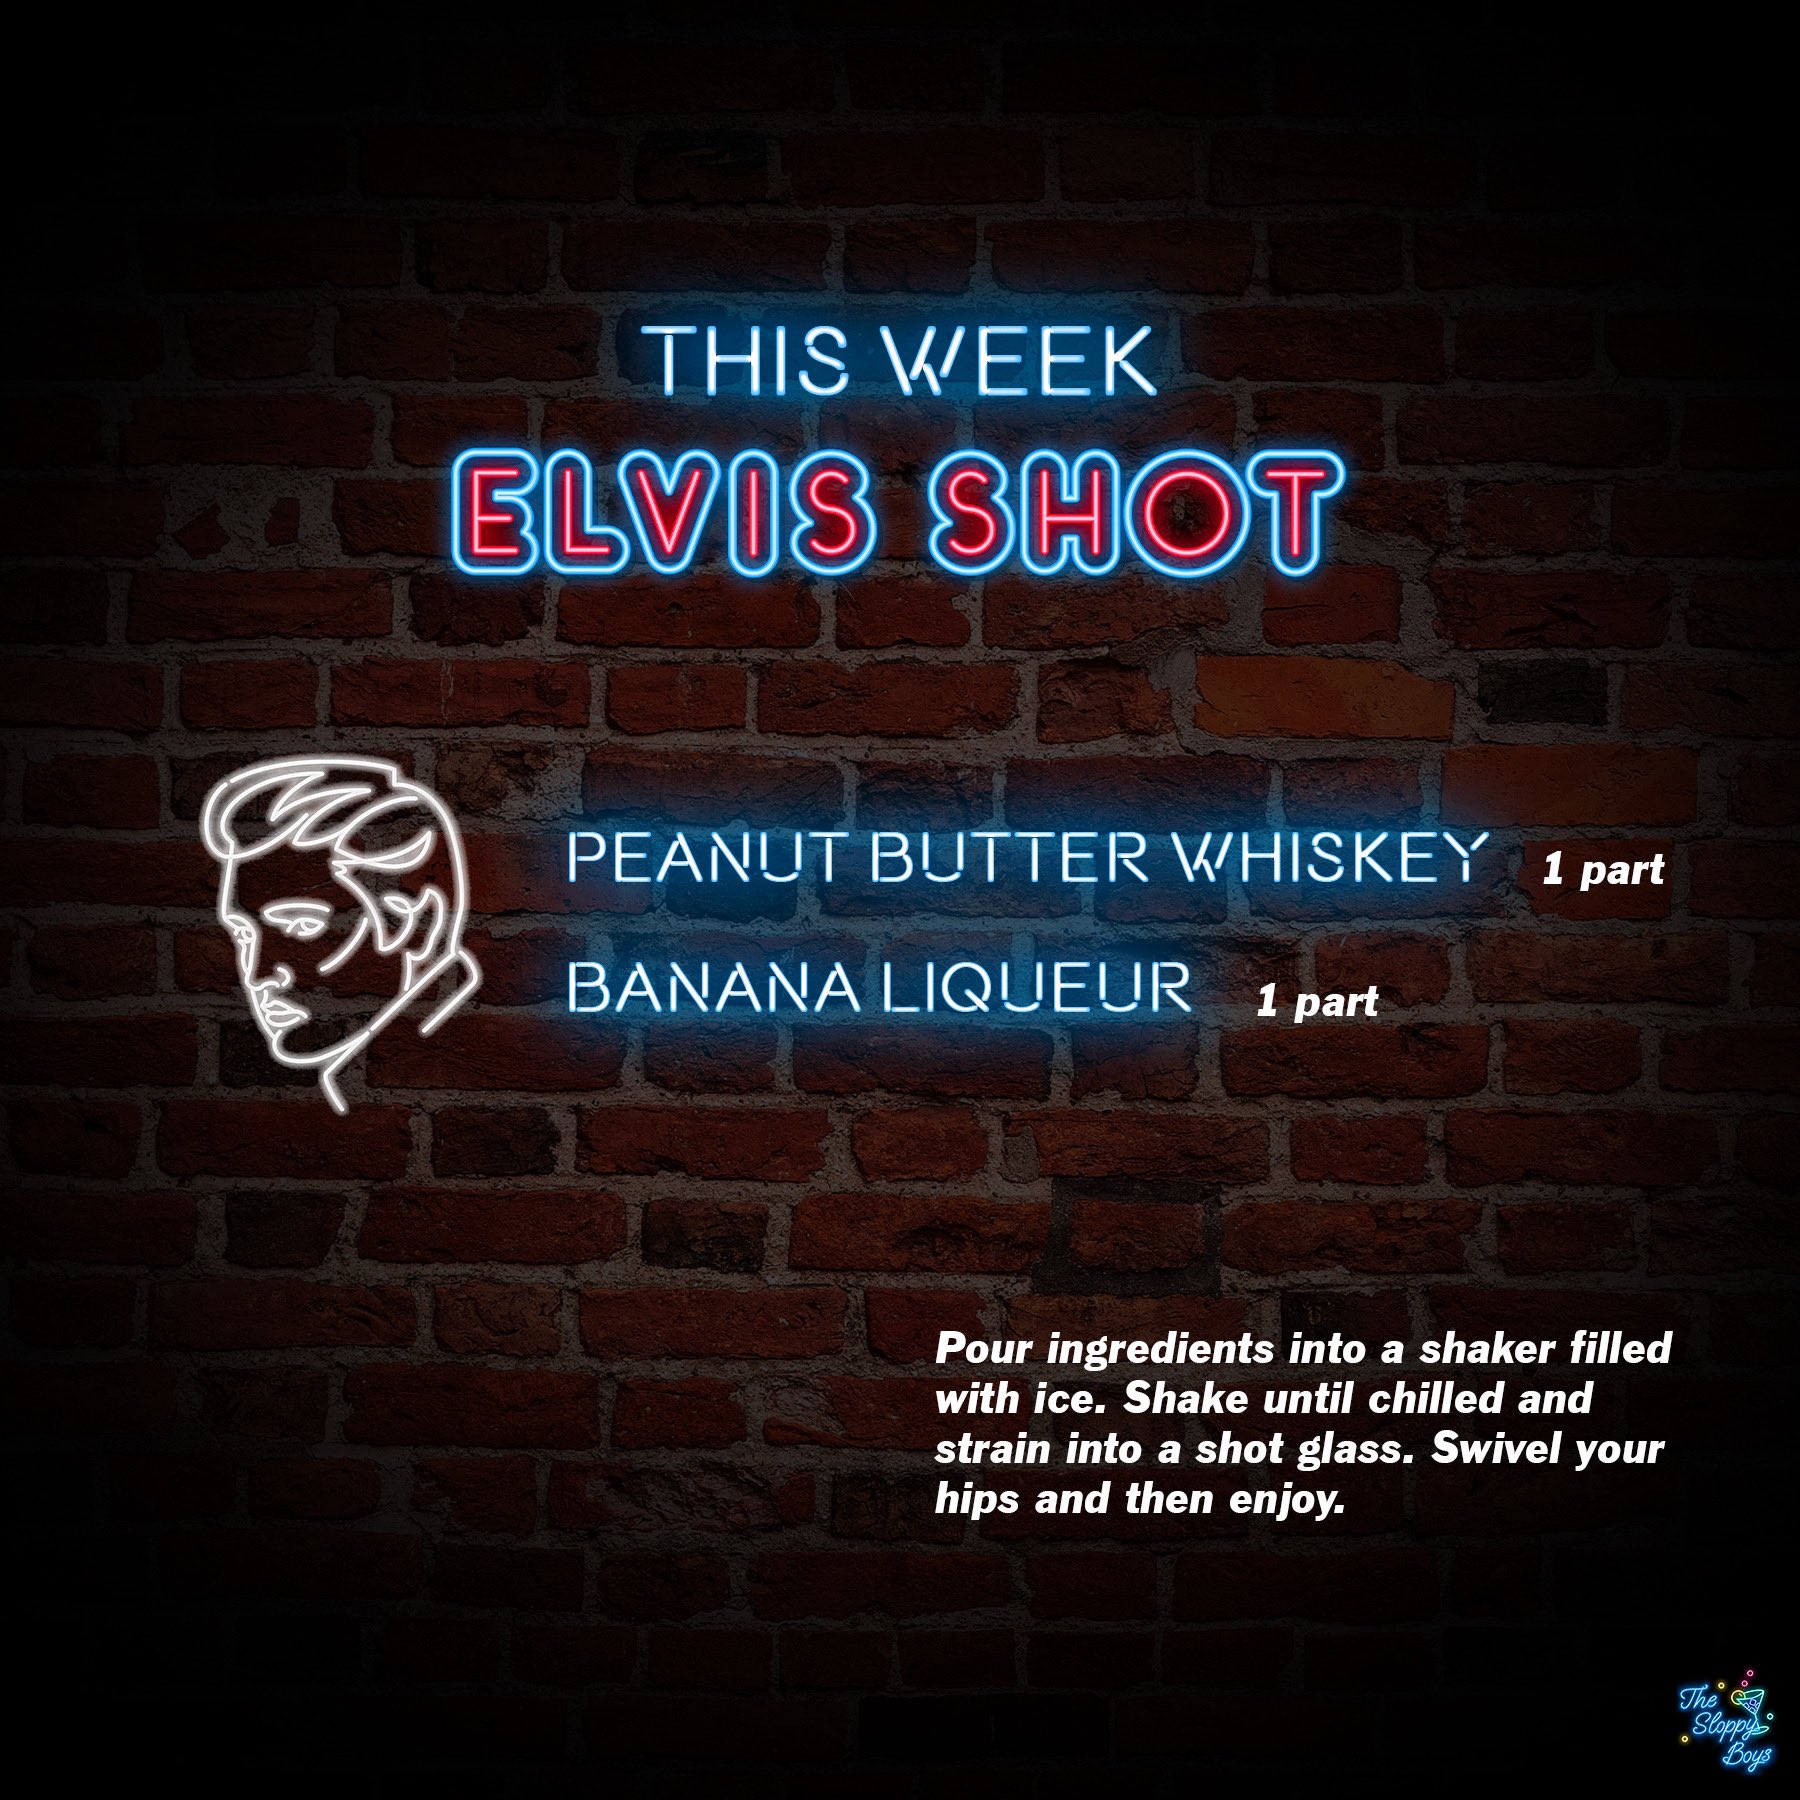 THIS WEEK
ELVIS SHOT
PEANUT BUTTER WHISKEY 1 part
BANANA LIQUEUR 1 part
Pour ingredients into a shaker filled
with ice. Shake until chilled and
strain into a shot glass. Swivel your
hips and then enjoy.
The
Sloppy
Boys